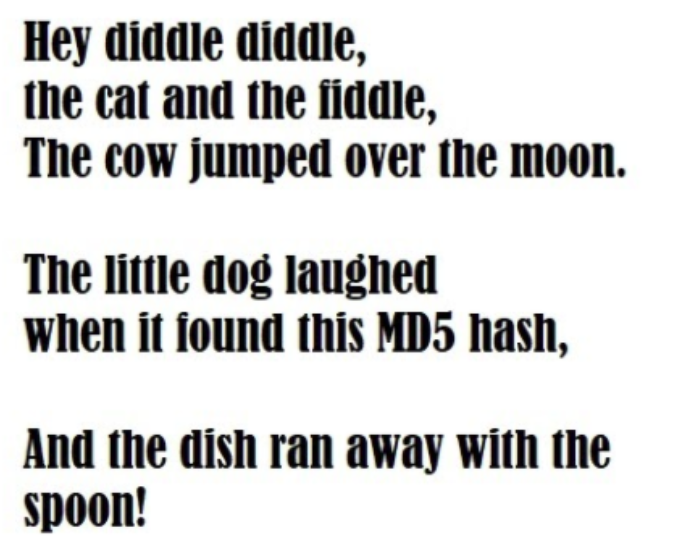 Hey diddle diddle,
the cat and the fiddle,
The cow jumped over the moon.
The little dog laughed
when it found this MD5 hash,
And the dish ran away with the
spoon!